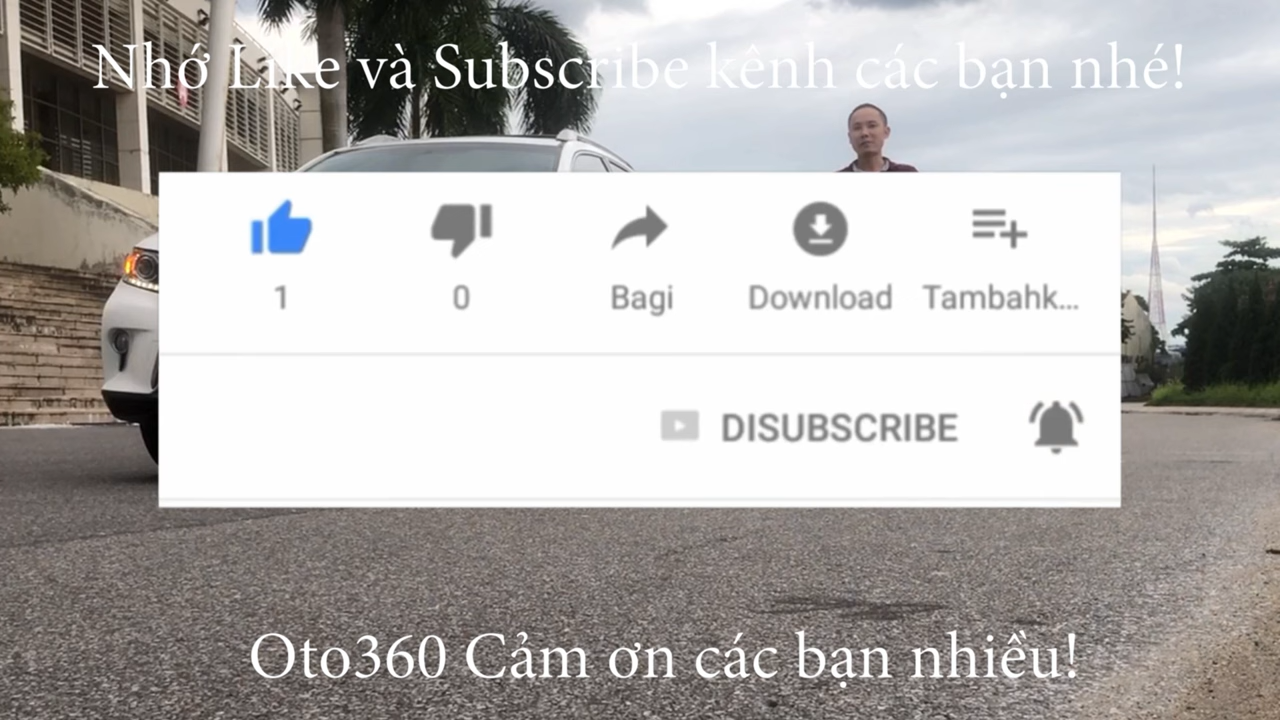 Nhớ Like và Subscribe kênh các bạn nhé!
1
0
Bagi
Download
Tambahk...
DISUBSCRIBE
Oto360 Cảm ơn các bạn nhiều!